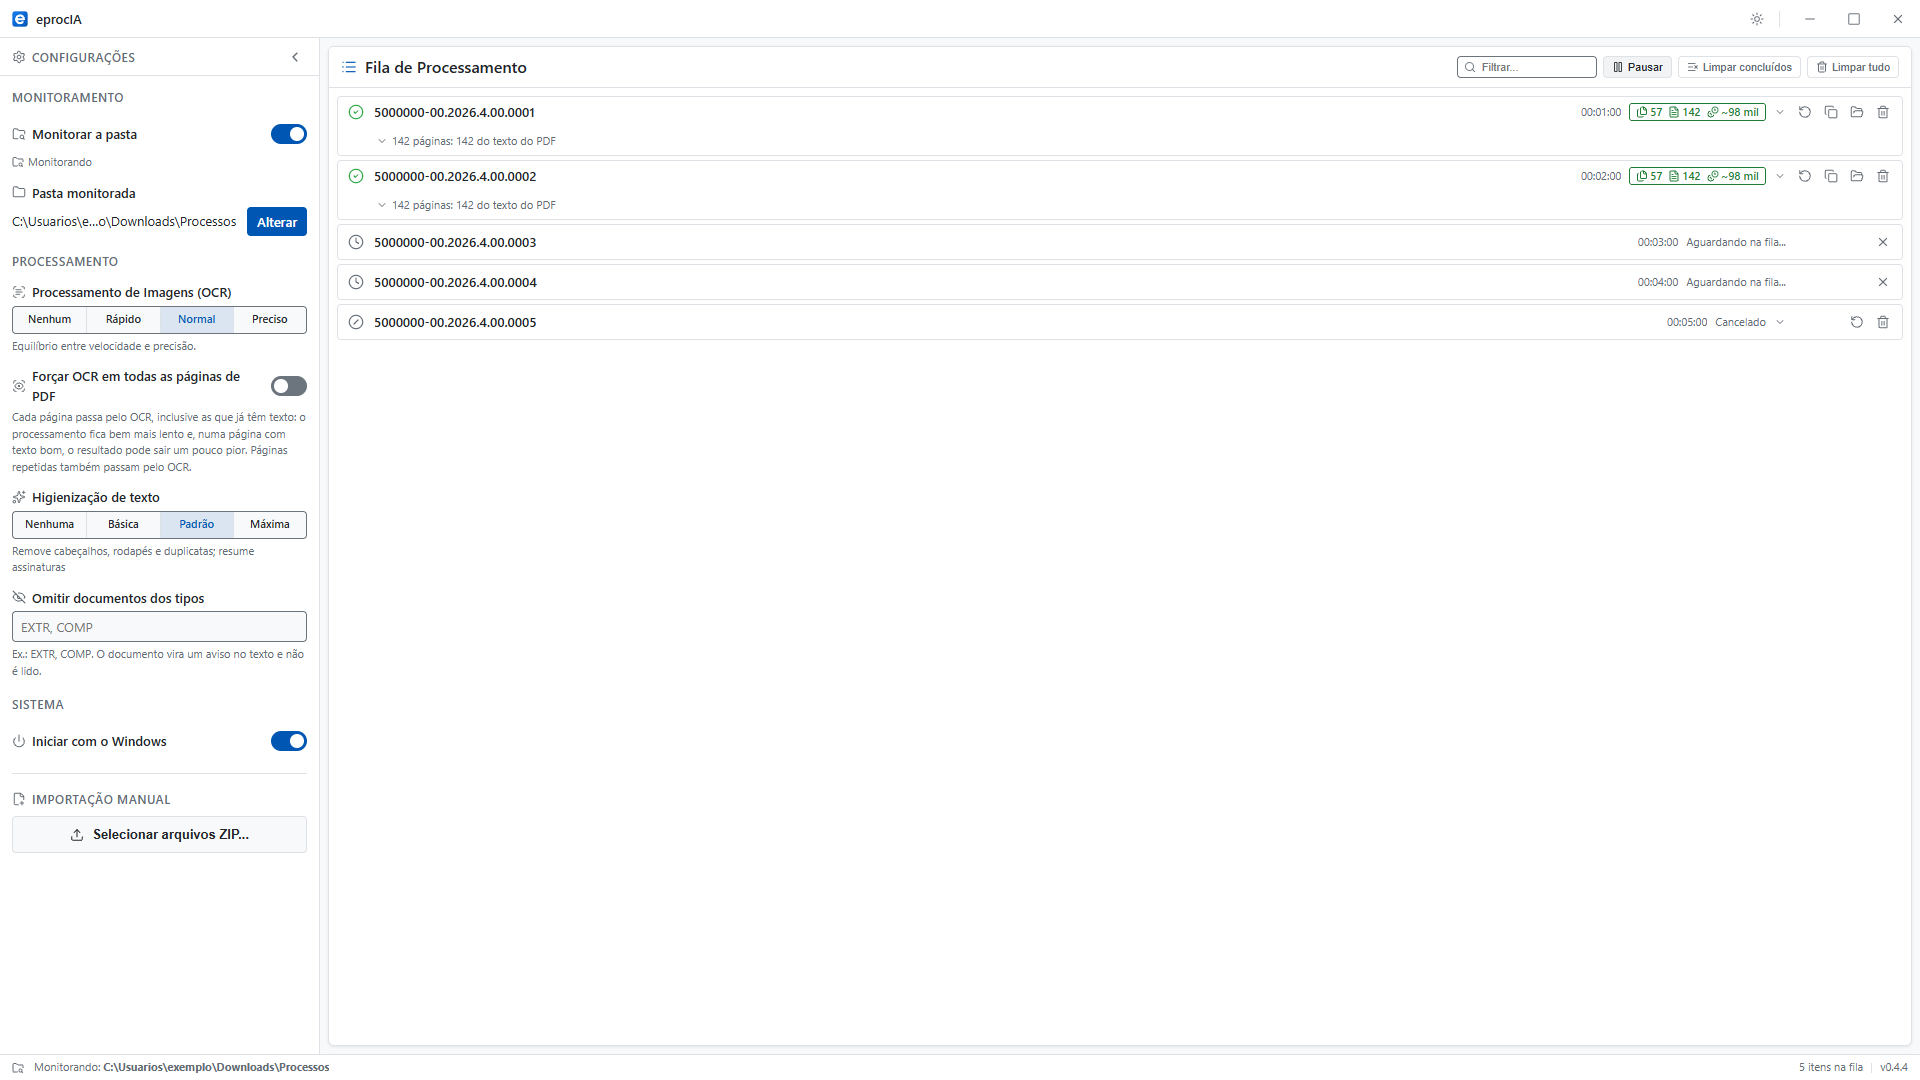 eprocIA
CONFIGURAÇÕES
MONITORAMENTO
Monitorar a pasta
Monitorando
Pasta monitorada
C:\Usuarios\e...o\Downloads\Processos
Alterar
PROCESSAMENTO
Processamento de Imagens (OCR)
Nenhum Rápido Normal Preciso
Equilíbrio entre velocidade e precisão.
Forçar OCR em todas as páginas de
PDF
Cada página passa pelo OCR, inclusive as que já têm texto: o
processamento fica bem mais lento e, numa página com
texto bom, o resultado pode sair um pouco pior. Páginas
repetidas também passam pelo OCR.
Higienização de texto
Nenhuma Básica Padrão Máxima
Remove cabeçalhos, rodapés e duplicatas; resume
assinaturas
Omitir documentos dos tipos
EXTR, COMP
Ex.: EXTR, COMP. O documento vira um aviso no texto e não
é lido.
SISTEMA
Iniciar com o Windows
IMPORTAÇÃO MANUAL
Selecionar arquivos ZIP...
Fila de Processamento
Filtrar...
Pausar
Limpar concluídos
Limpar tudo
5000000-00.2026.4.00.0001 00:01:00 57 142 ~98 mil
142 páginas: 142 do texto do PDF
5000000-00.2026.4.00.0002 00:02:00 57 142 ~98 mil
142 páginas: 142 do texto do PDF
5000000-00.2026.4.00.0003 00:03:00 Aguardando na fila...
5000000-00.2026.4.00.0004 00:04:00 Aguardando na fila...
5000000-00.2026.4.00.0005 00:05:00 Cancelado
Monitorando: C:\Usuarios\exemplo\Downloads\Processos
5 itens na fila v0.4.4